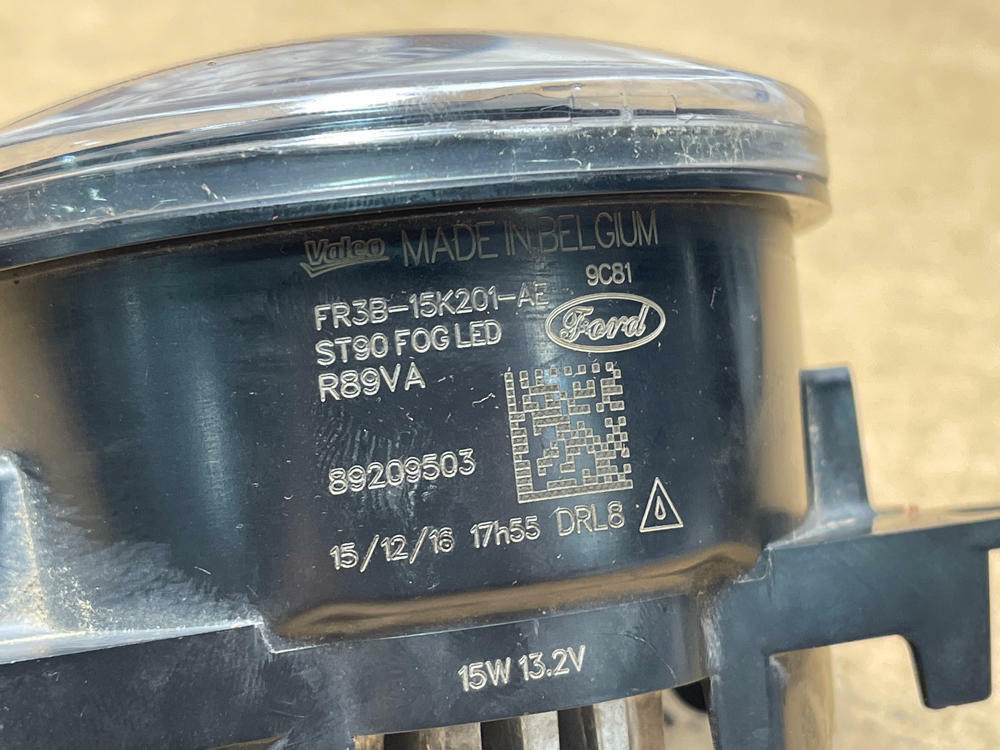 Valeo MADE IN BELGIUM
9C81
FR3B-15K201-AE
Ford
ST90 FOG LED
R89VA
89209503
15/12/16 17h55 DRL8
15W 13.2V